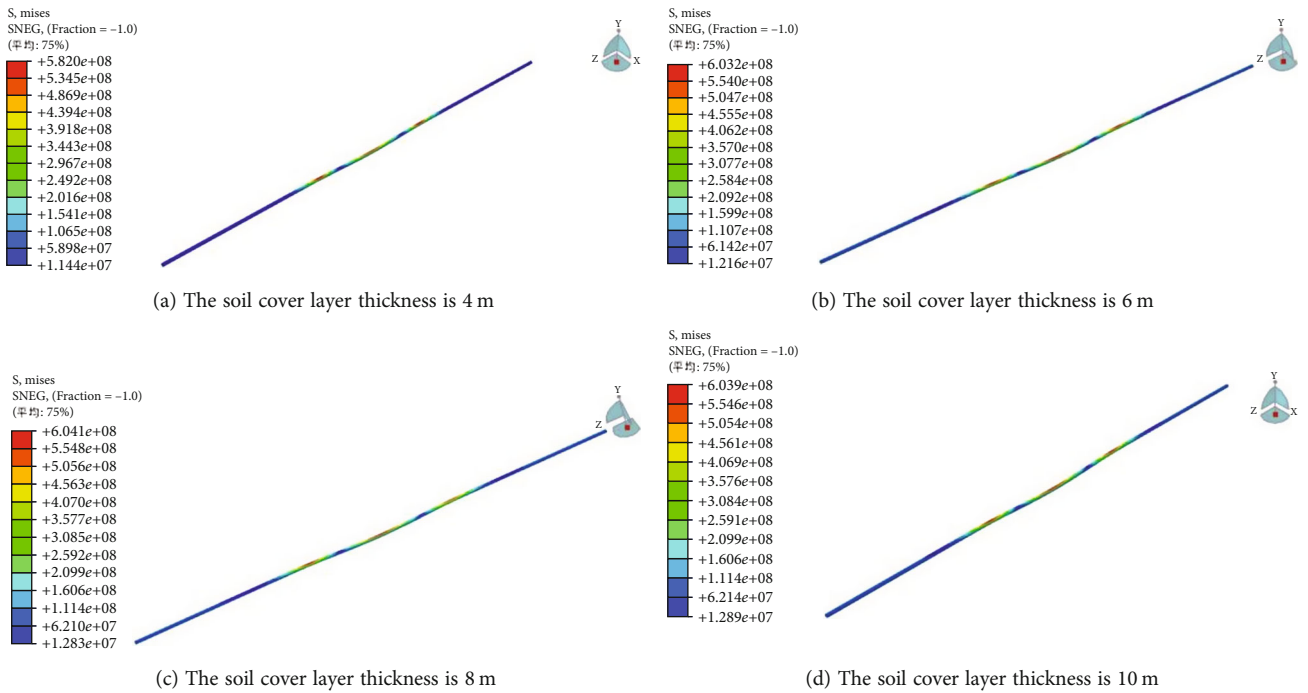 S, mises
SNEG, (Fraction = –1.0)
(平均: 75%)
+5.820e+08
+5.345e+08
+4.869e+08
+4.394e+08
+3.918e+08
+3.443e+08
+2.967e+08
+2.492e+08
+2.016e+08
+1.541e+08
+1.065e+08
+5.898e+07
+1.144e+07
Y
Z
X
(a) The soil cover layer thickness is 4 m
S, mises
SNEG, (Fraction = –1.0)
(平均: 75%)
+6.032e+08
+5.540e+08
+5.047e+08
+4.555e+08
+4.062e+08
+3.570e+08
+3.077e+08
+2.584e+08
+2.092e+08
+1.599e+08
+1.107e+08
+6.142e+07
+1.216e+07
Y
Z
(b) The soil cover layer thickness is 6 m
S, mises
SNEG, (Fraction = –1.0)
(平均: 75%)
+6.041e+08
+5.548e+08
+5.056e+08
+4.563e+08
+4.070e+08
+3.577e+08
+3.085e+08
+2.592e+08
+2.099e+08
+1.606e+08
+1.114e+08
+6.210e+07
+1.283e+07
Y
Z
(c) The soil cover layer thickness is 8 m
S, mises
SNEG, (Fraction = –1.0)
(平均: 75%)
+6.039e+08
+5.546e+08
+5.054e+08
+4.561e+08
+4.069e+08
+3.576e+08
+3.084e+08
+2.591e+08
+2.099e+08
+1.606e+08
+1.114e+08
+6.214e+07
+1.289e+07
Y
Z
X
(d) The soil cover layer thickness is 10 m